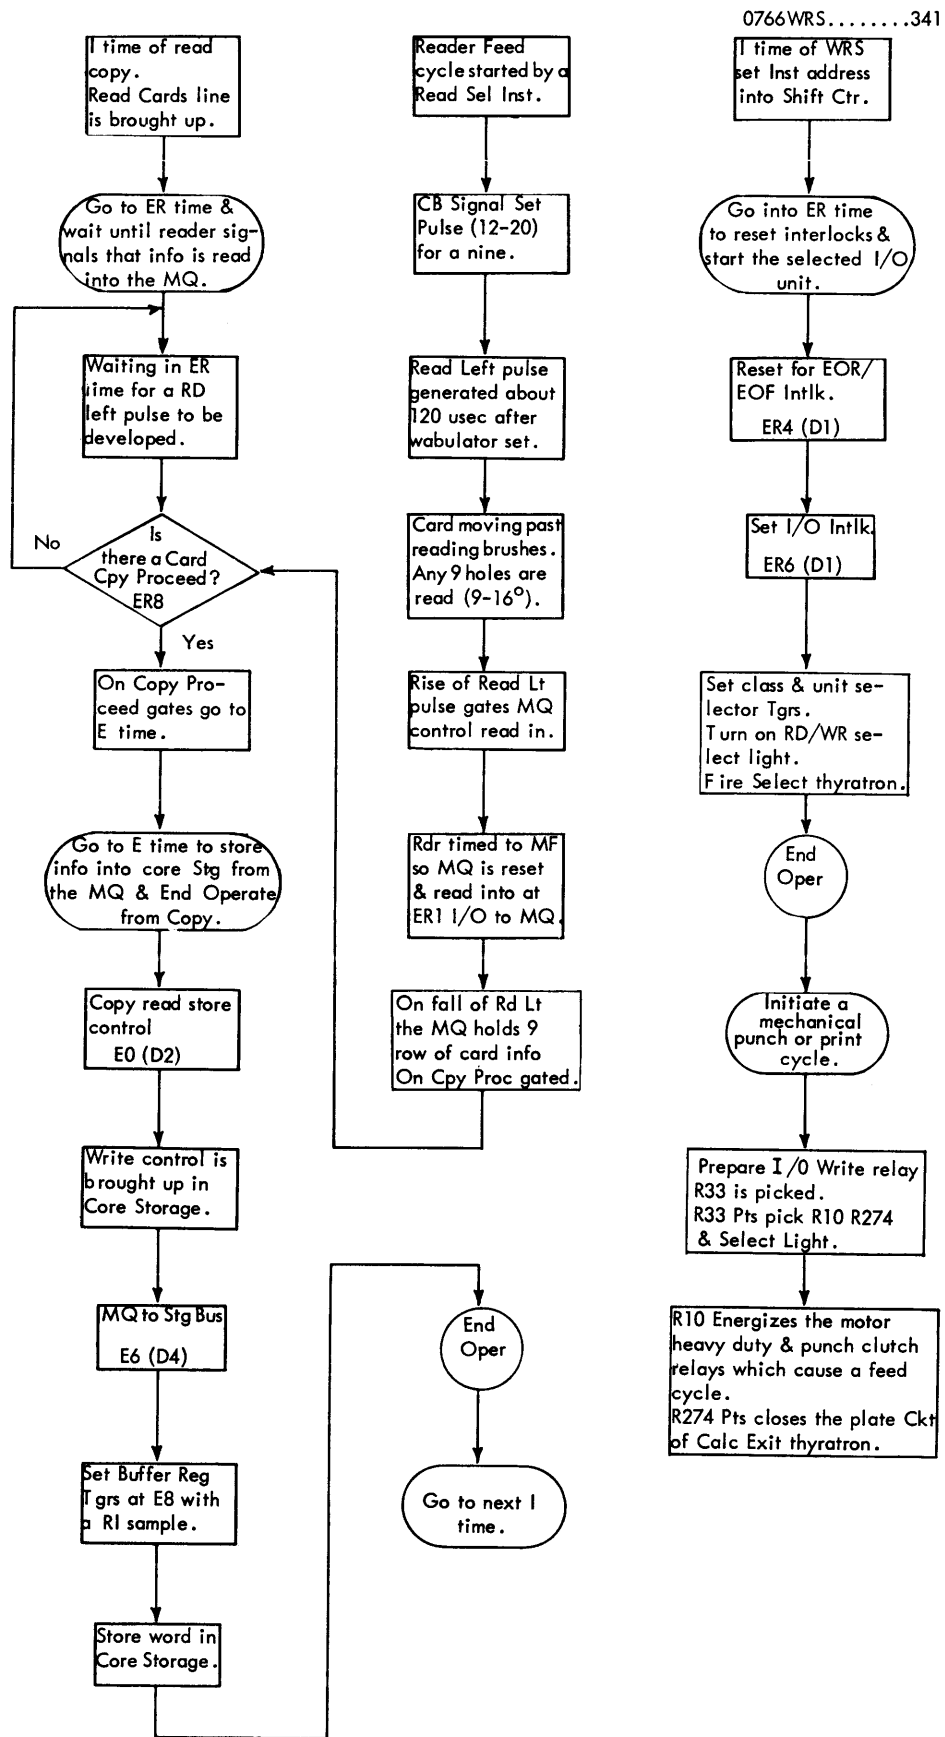 0766WRS........341
I time of read
copy.
Read Cards line
is brought up.
Go to ER time &
wait until reader sig-
nals that info is read
into the MQ.
Waiting in ER
time for a RD
left pulse to be
developed.
No
Is
there a Card
Cpy Proceed?
ER8
Yes
On Copy Pro-
ceed gates go to
E time.
Go to E time to store
info into core Stg from
the MQ & End Operate
from Copy.
Copy read store
control
E0 (D2)
Write control is
brought up in
Core Storage.
MQ to Stg Bus
E6 (D4)
Set Buffer Reg
Tgrs at E8 with
a RI sample.
Store word in
Core Storage.
Reader Feed
cycle started by a
Read Sel Inst.
CB Signal Set
Pulse (12-20)
for a nine.
Read Left pulse
generated about
120 usec after
wabulator set.
Card moving past
reading brushes.
Any 9 holes are
read (9-16°).
Rise of Read Lt
pulse gates MQ
control read in.
Rdr timed to MF
so MQ is reset
& read into at
ER1 I/O to MQ.
On fall of Rd Lt
the MQ holds 9
row of card info
On Cpy Proc gated.
End
Oper
Go to next I
time.
I time of WRS
set Inst address
into Shift Ctr.
Go into ER time
to reset interlocks &
start the selected I/O
unit.
Reset for EOR/
EOF Intlk.
ER4 (D1)
Set I/O Intlk.
ER6 (D1)
Set class & unit se-
lector Tgrs.
Turn on RD/WR se-
lect light.
Fire Select thyratron.
End
Oper
Initiate a
mechanical
punch or print
cycle.
Prepare I/O Write relay
R33 is picked.
R33 Pts pick R10 R274
& Select Light.
R10 Energizes the motor
heavy duty & punch clutch
relays which cause a feed
cycle.
R274 Pts closes the plate Ckt
of Calc Exit thyratron.